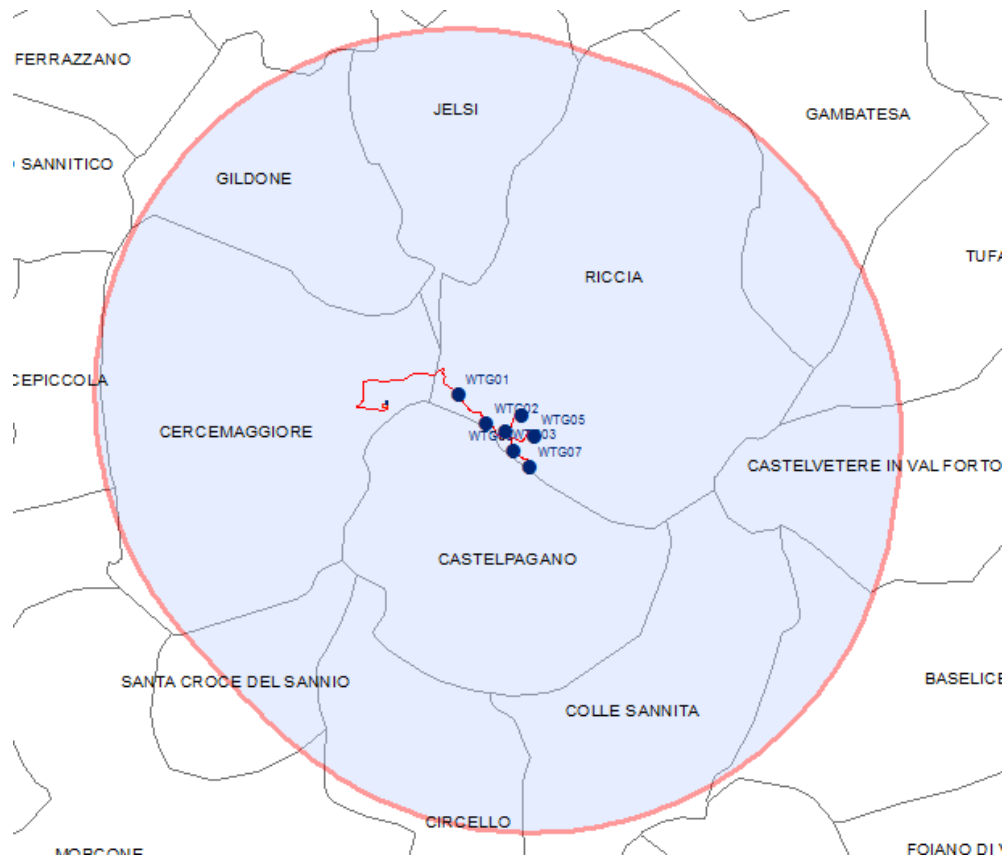 FERRAZZANO
JELSI
GAMBATESA
SANNITICO
GILDONE
TUFA
RICCIA
CEPICCOLA
WTG01
WTG02
WTG05
CERCEMAGGIORE
WTG07
CASTELVETERE IN VAL FORTO
CASTELPAGANO
SANTA CROCE DEL SANNIO
BASELICE
COLLE SANNITA
CIRCELLO
MORCONE
FOIANO DI V